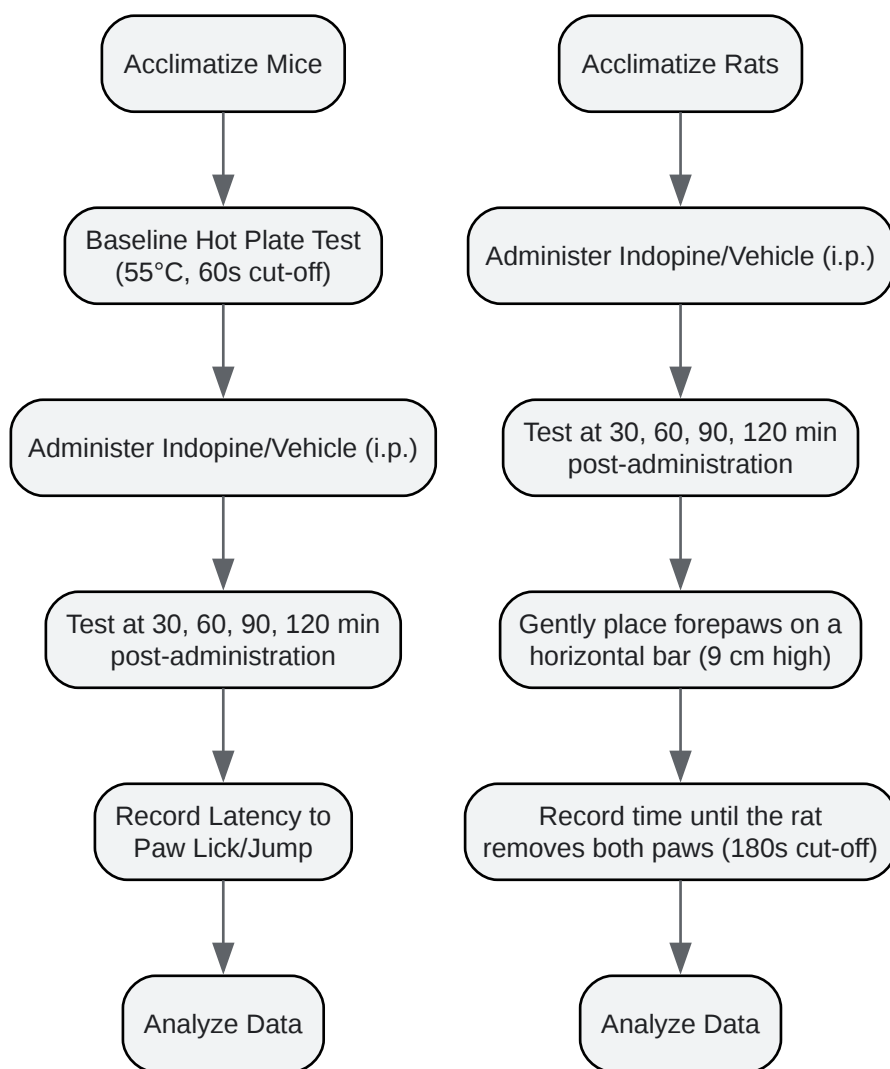 Acclimatize Mice
Baseline Hot Plate Test
(55°C, 60s cut-off)
Administer Indopine/Vehicle (i.p.)
Test at 30, 60, 90, 120 min
post-administration
Record Latency to
Paw Lick/Jump
Analyze Data
Acclimatize Rats
Administer Indopine/Vehicle (i.p.)
Test at 30, 60, 90, 120 min
post-administration
Gently place forepaws on a
horizontal bar (9 cm high)
Record time until the rat
removes both paws (180s cut-off)
Analyze Data